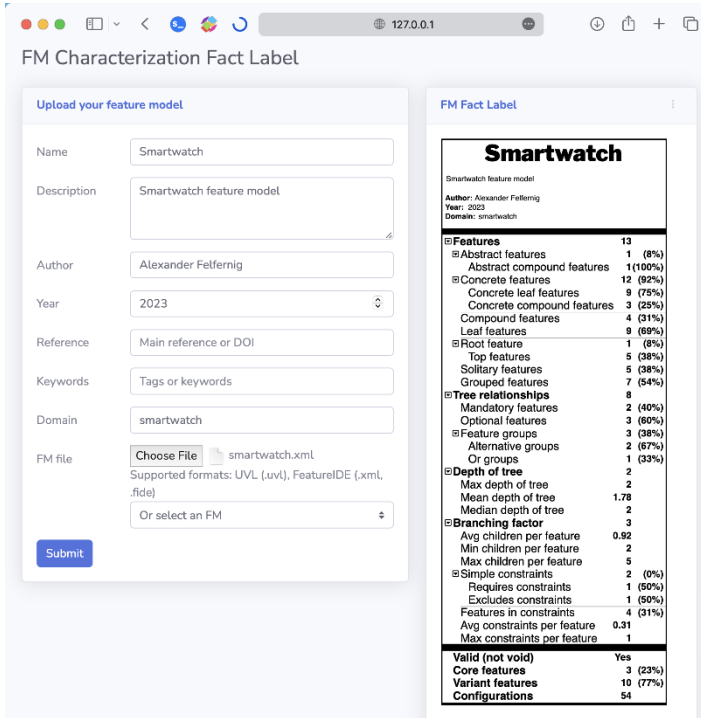 127.0.0.1
FM Characterization Fact Label
Upload your feature model
Name
Smartwatch
Description
Smartwatch feature model
Author
Alexander Felfernig
Year
2023
Reference
Main reference or DOI
Keywords
Tags or keywords
Domain
smartwatch
FM file
Choose File smartwatch.xml
Supported formats: UVL (.uvl), FeatureIDE (.xml,
.fide)
Or select an FM
Submit
FM Fact Label
Smartwatch
Smartwatch feature model
Author: Alexander Felfernig
Year: 2023
Domain: smartwatch
Features 13
Abstract features 1 (8%)
Abstract compound features 1 (100%)
Concrete features 12 (92%)
Concrete leaf features 9 (75%)
Concrete compound features 3 (25%)
Compound features 4 (31%)
Leaf features 9 (69%)
Root feature 1 (8%)
Top features 5 (38%)
Solitary features 5 (38%)
Grouped features 7 (54%)
Tree relationships 8
Mandatory features 2 (40%)
Optional features 3 (60%)
Feature groups 3 (38%)
Alternative groups 2 (67%)
Or groups 1 (33%)
Depth of tree 2
Max depth of tree 2
Mean depth of tree 1.78
Median depth of tree 2
Branching factor 3
Avg children per feature 0.92
Min children per feature 2
Max children per feature 5
Simple constraints 2 (0%)
Requires constraints 1 (50%)
Excludes constraints 1 (50%)
Features in constraints 4 (31%)
Avg constraints per feature 0.31
Max constraints per feature 1
Valid (not void) Yes
Core features 3 (23%)
Variant features 10 (77%)
Configurations 54